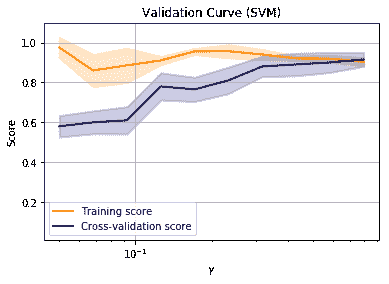 Validation Curve (SVM)
Score
1.0
0.8
0.6
0.4
0.2
Training score
Cross-validation score
10⁻¹
γ